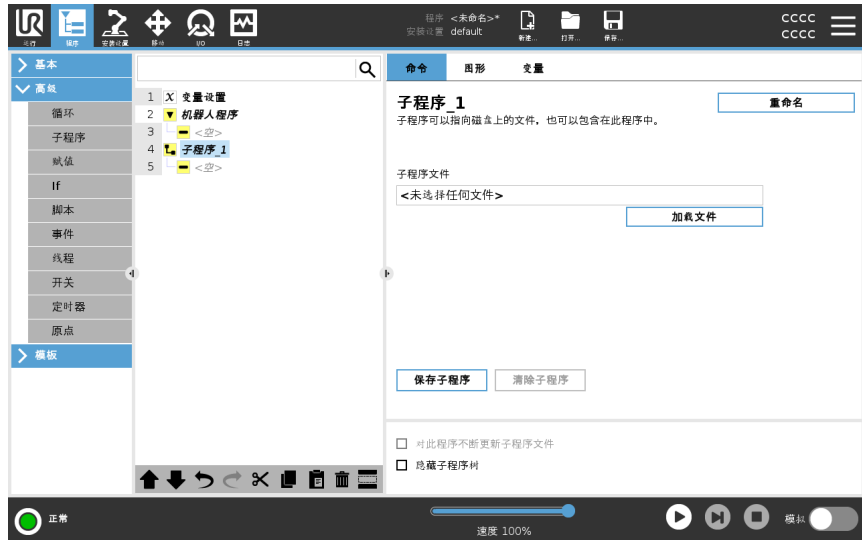 程序 <未命名>*
安装设置 default
CCCC
CCCC
运行
程序
安装设置
移动
I/O
日志
新建...
打开...
保存...
基本
高级
循环
子程序
赋值
If
脚本
事件
线程
开关
定时器
原点
模板
1 X 变量设置
2 机器人程序
3 <空>
4 子程序_1
5 <空>
命令 图形 变量
子程序_1
重命名
子程序可以指向磁盘上的文件，也可以包含在此程序中。
子程序文件
<未选择任何文件>
加载文件
保存子程序
清除子程序
对此程序不断更新子程序文件
隐藏子程序树
正常
速度 100%
模拟